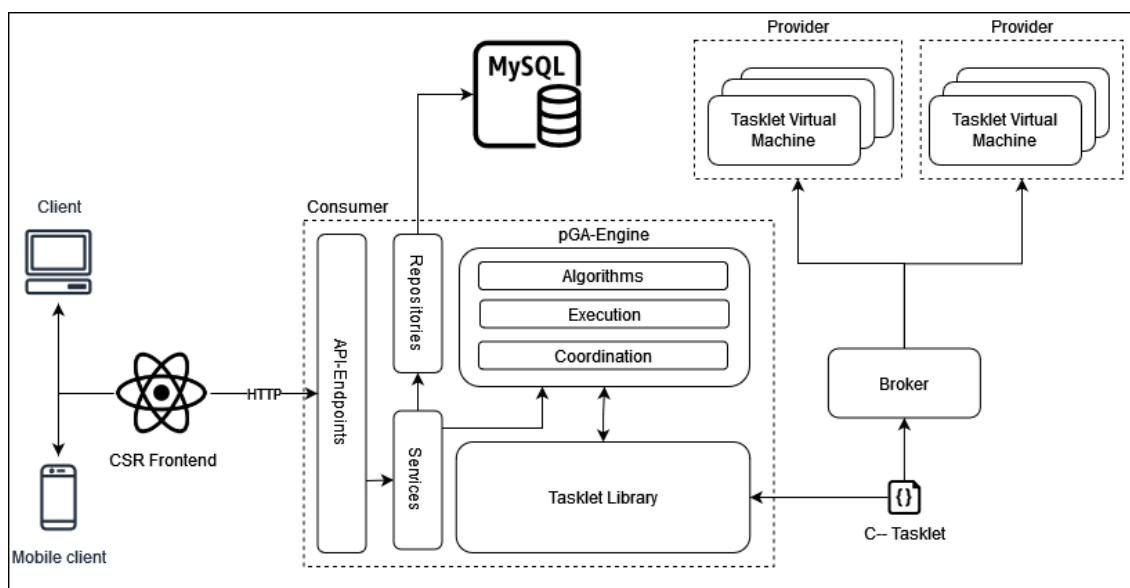 Provider
Provider
MySQL
Tasklet Virtual
Machine
Tasklet Virtual
Machine
Client
Consumer
pGA-Engine
Repositories
Algorithms
Execution
Coordination
API-Endpoints
HTTP
Broker
CSR Frontend
Services
Tasklet Library
{}
C-- Tasklet
Mobile client